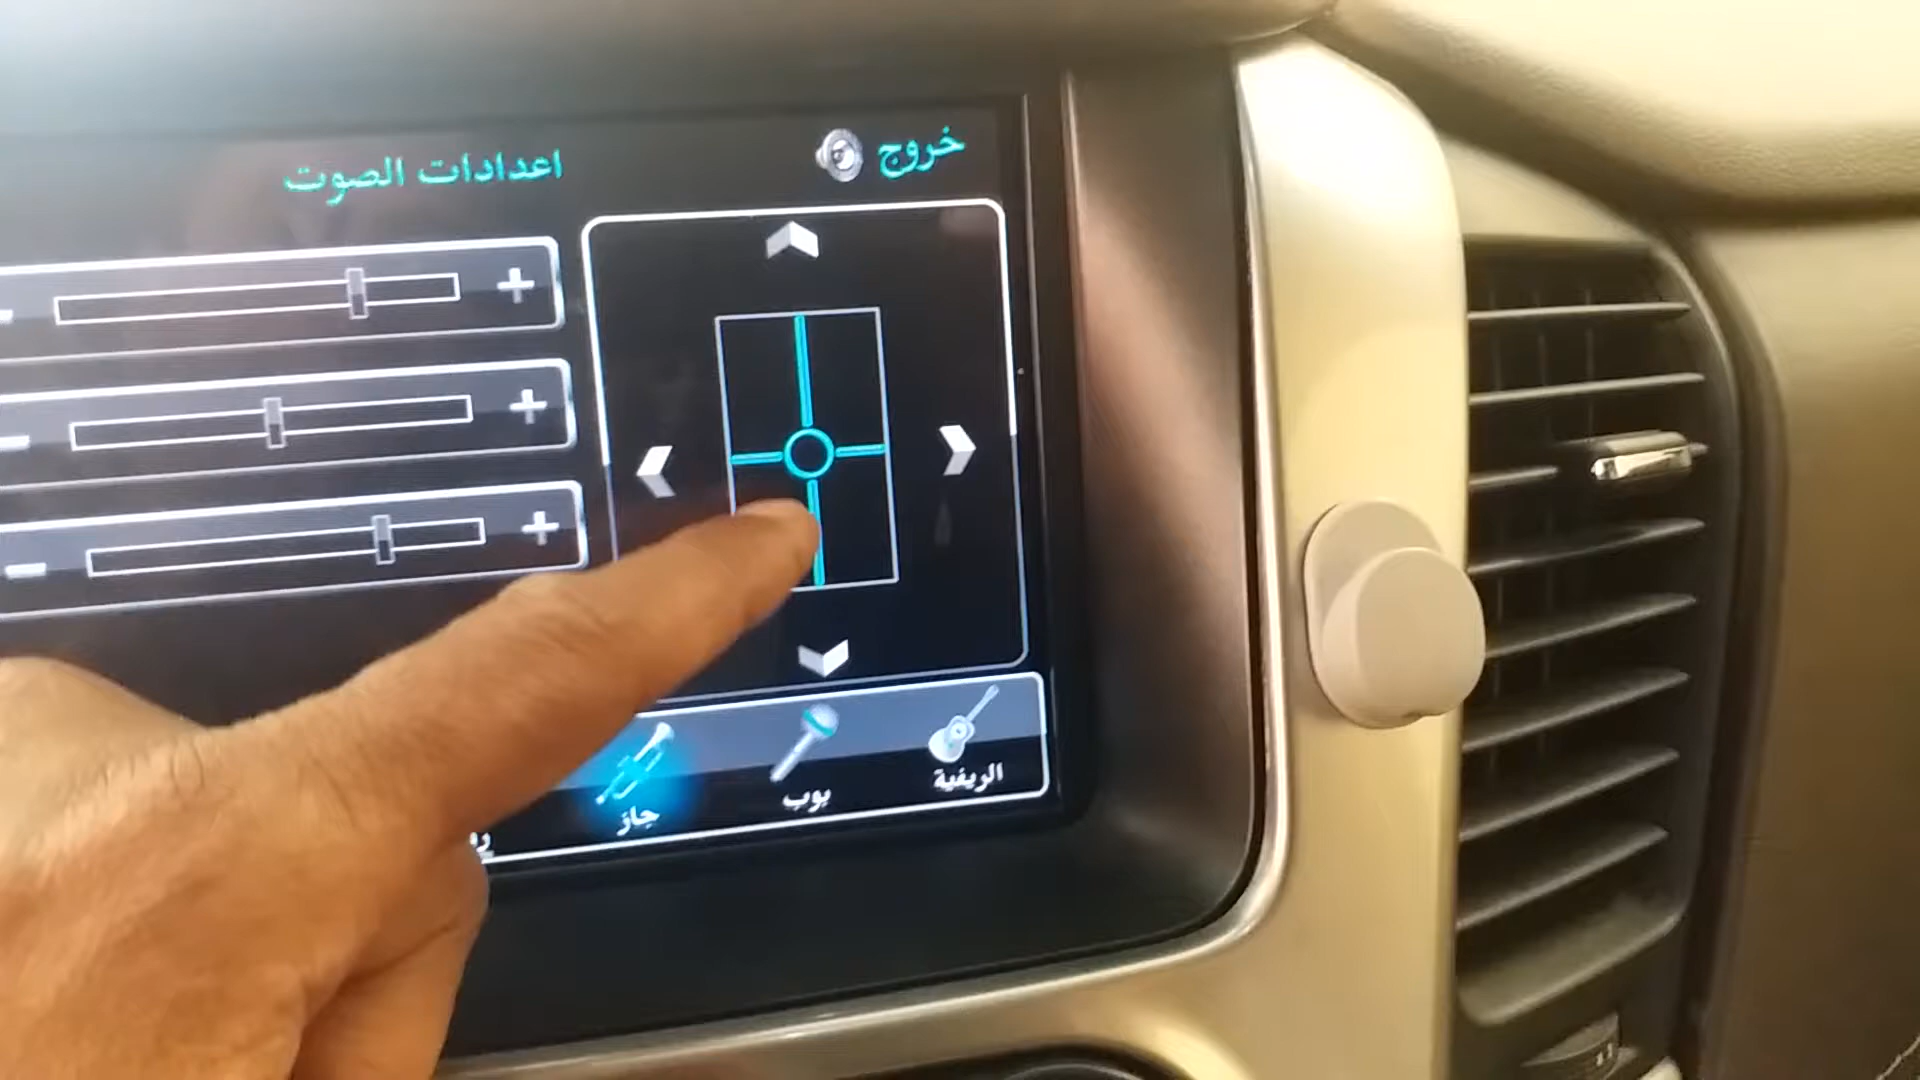 خروج
اعدادات الصوت
الريفية
بوب
جاز